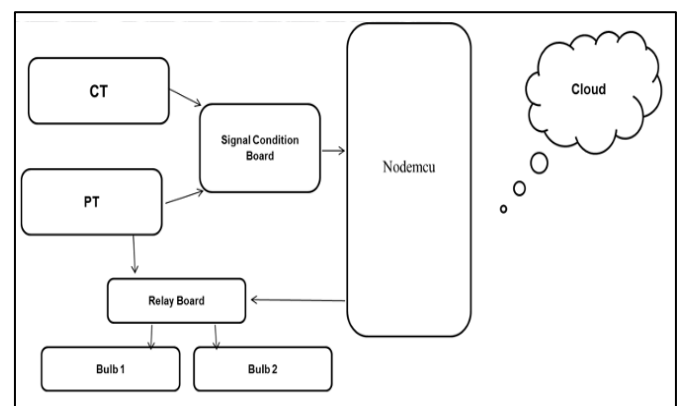 CT
Cloud
Signal Condition
Board
Nodemcu
PT
Relay Board
Bulb 1
Bulb 2